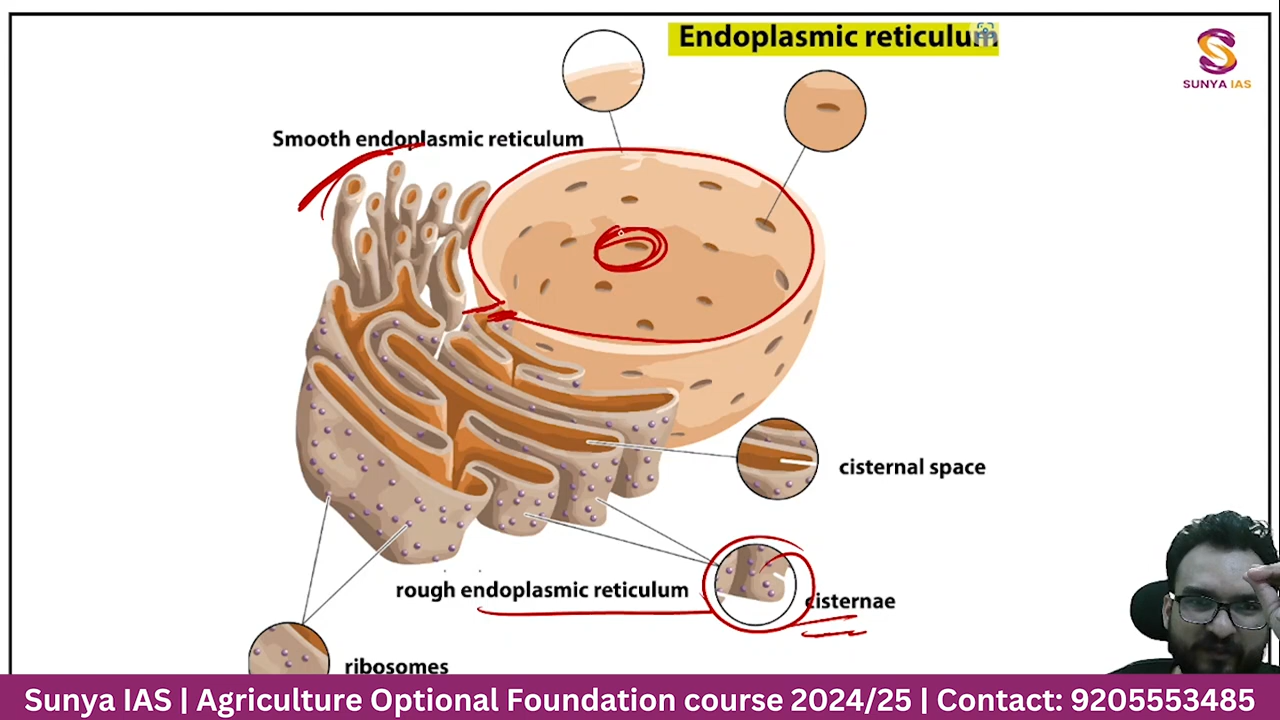 Endoplasmic reticulum
SUNYA IAS
Smooth endoplasmic reticulum
cisternal space
rough endoplasmic reticulum
cisternae
ribosomes
Sunya IAS | Agriculture Optional Foundation course 2024/25 | Contact: 9205553485